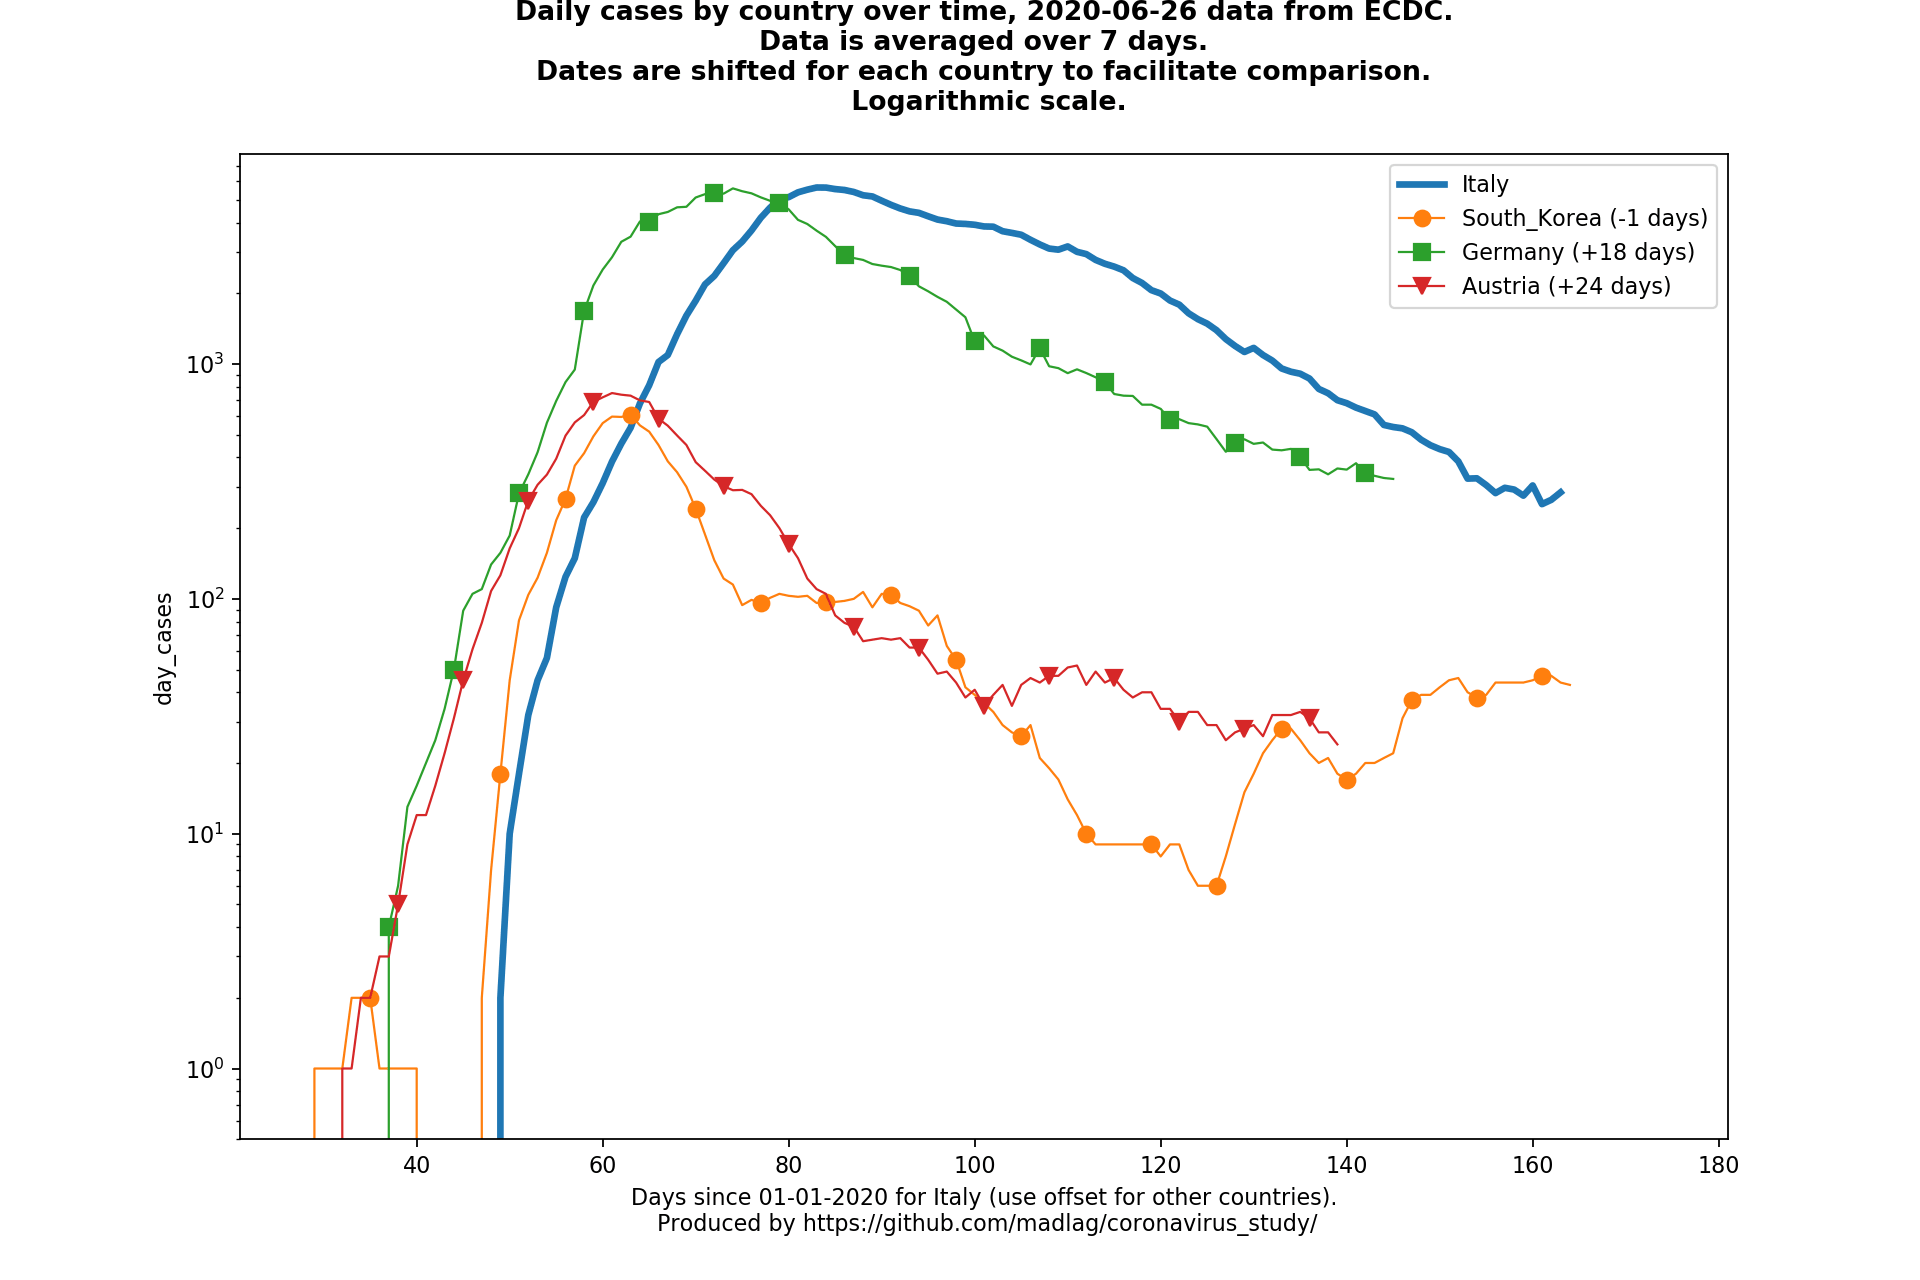 Daily cases by country over time, 2020-06-26 data from ECDC.
Data is averaged over 7 days.
Dates are shifted for each country to facilitate comparison.
Logarithmic scale.
Italy
South_Korea (-1 days)
Germany (+18 days)
Austria (+24 days)
day_cases
10³
10²
10¹
10⁰
40 60 80 100 120 140 160 180
Days since 01-01-2020 for Italy (use offset for other countries).
Produced by https://github.com/madlag/coronavirus_study/